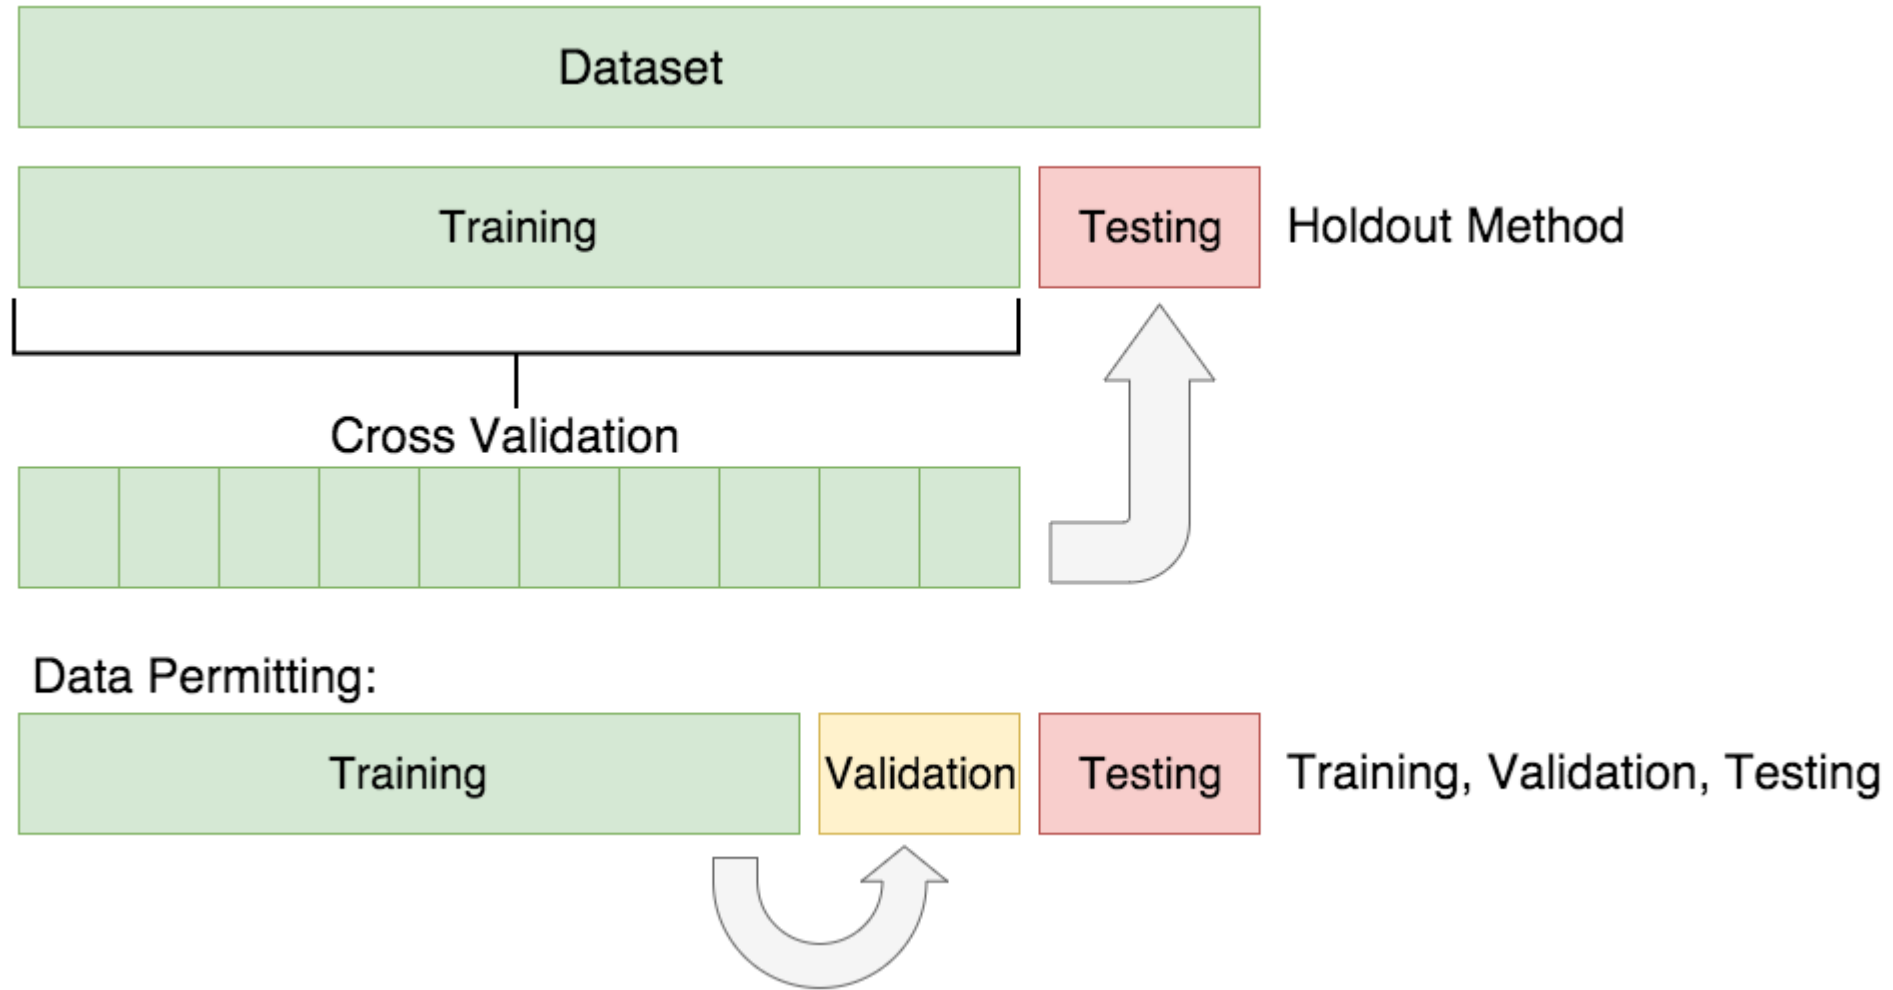 Dataset
Training
Testing
Holdout Method
Cross Validation
Data Permitting:
Training
Validation
Testing
Training, Validation, Testing